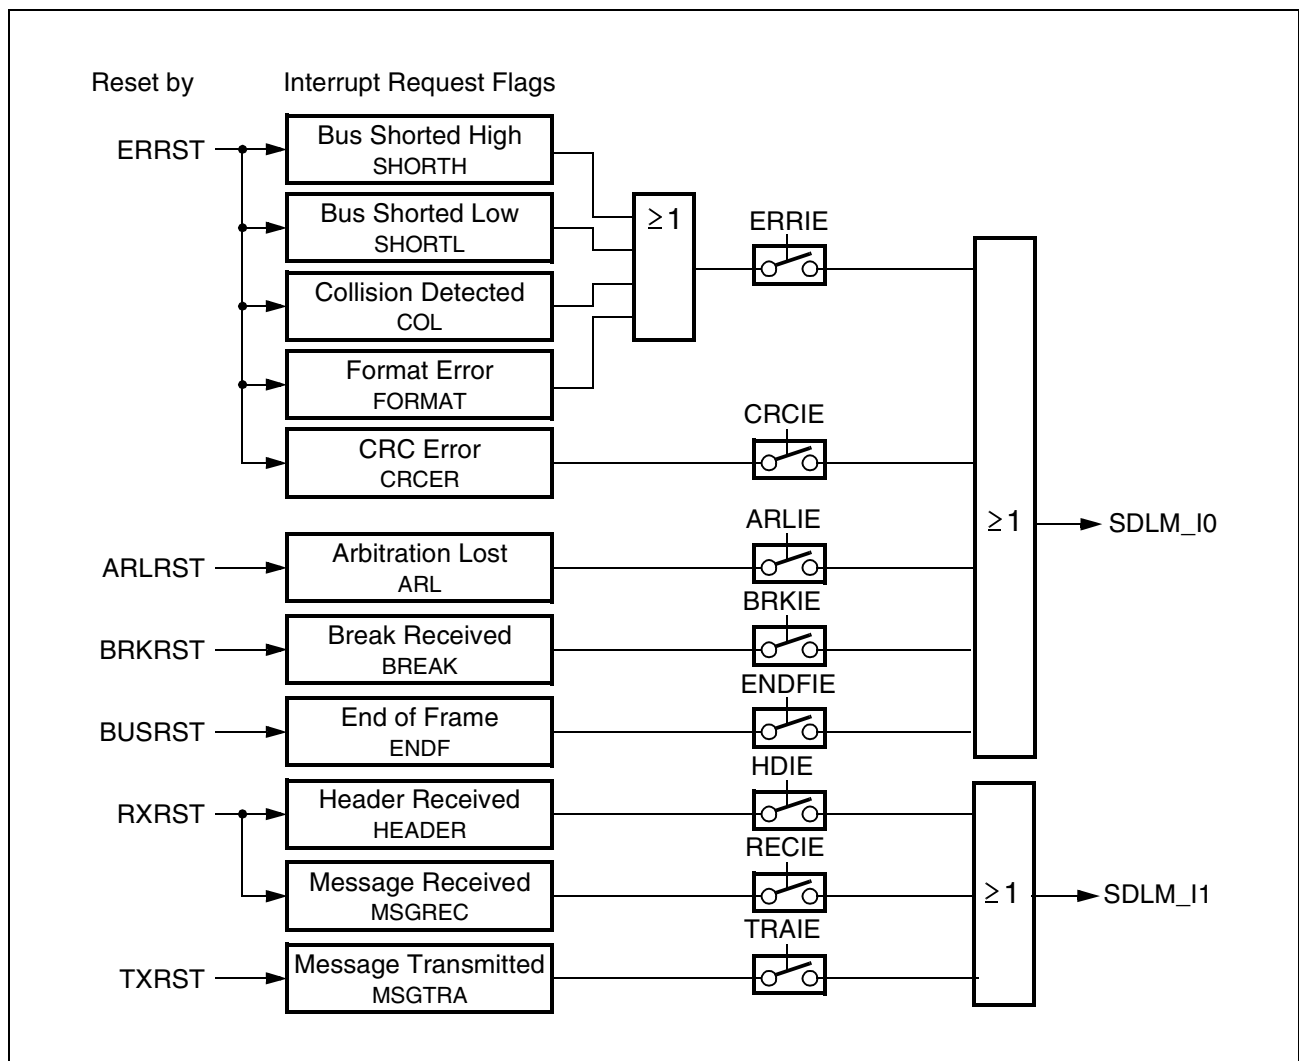 Reset by Interrupt Request Flags
ERRST
Bus Shorted High
SHORTH
Bus Shorted Low
SHORTL
Collision Detected
COL
Format Error
FORMAT
CRC Error
CRCER
≥1
ERRIE
CRCIE
ARLRST
Arbitration Lost
ARL
ARLIE
BRKRST
Break Received
BREAK
BRKIE
BUSRST
End of Frame
ENDF
ENDFIE
≥1
SDLM_I0
RXRST
Header Received
HEADER
HDIE
Message Received
MSGREC
RECIE
TXRST
Message Transmitted
MSGTRA
TRAIE
≥1
SDLM_I1